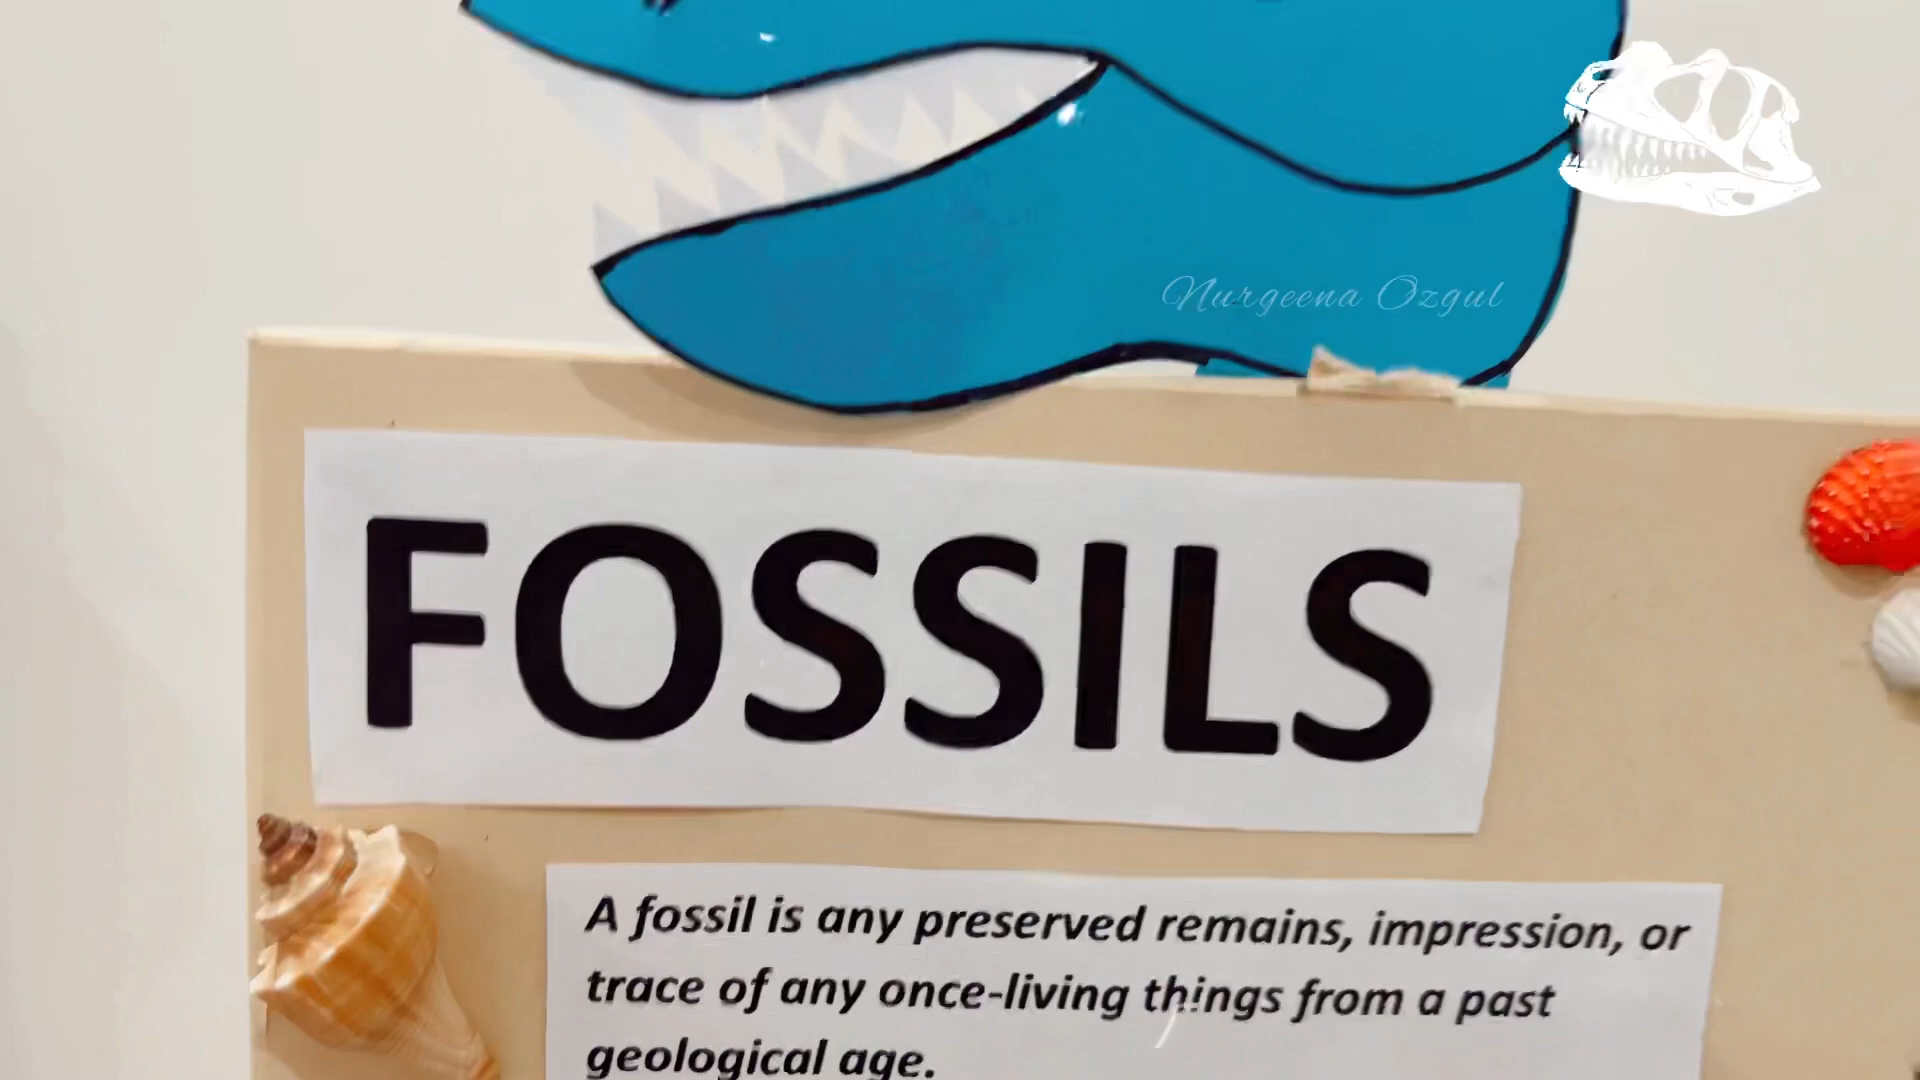 Nurgeena Ozgul
FOSSILS
A fossil is any preserved remains, impression, or
trace of any once-living things from a past
geological age.